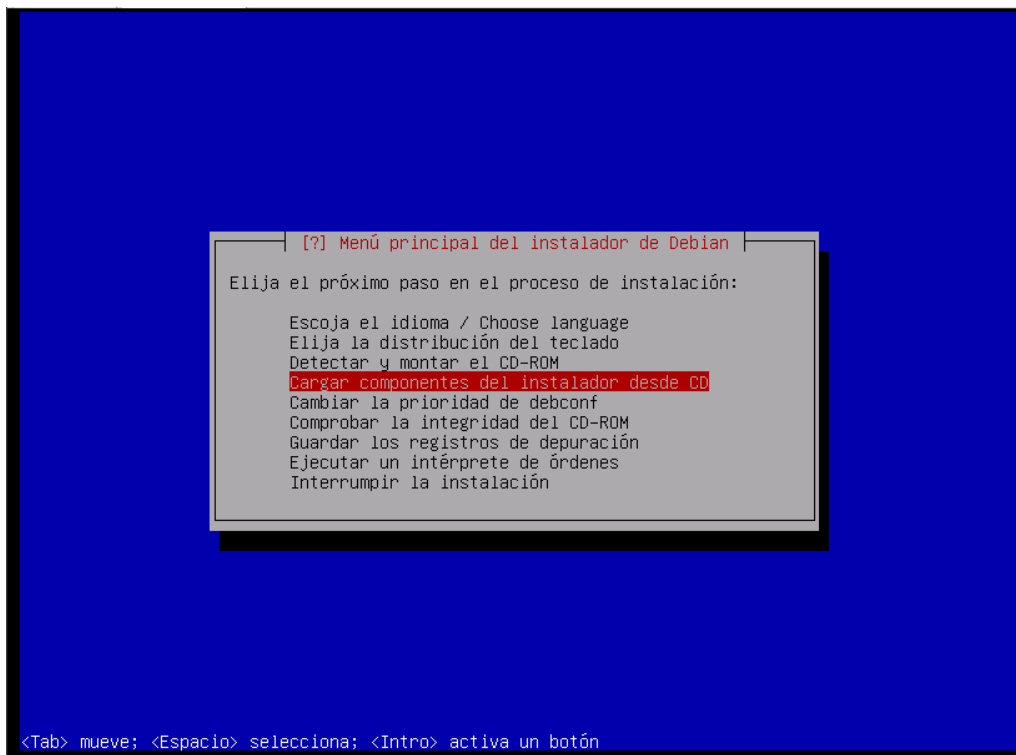 [?] Menú principal del instalador de Debian
Elija el próximo paso en el proceso de instalación:
Escoja el idioma / Choose language
Elija la distribución del teclado
Detectar y montar el CD-ROM
Cargar componentes del instalador desde CD
Cambiar la prioridad de debconf
Comprobar la integridad del CD-ROM
Guardar los registros de depuración
Ejecutar un intérprete de órdenes
Interrumpir la instalación
<Tab> mueve; <Espacio> selecciona; <Intro> activa un botón